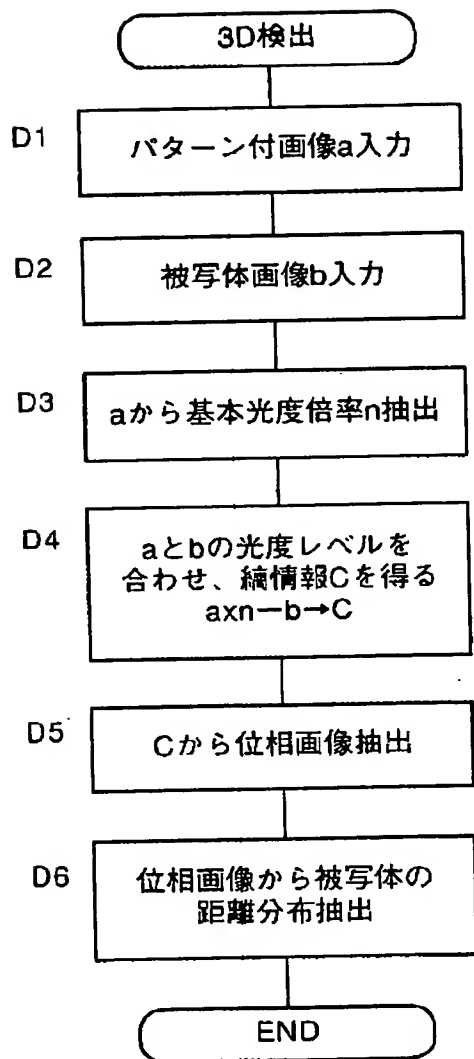 3D検出
D1
パターン付画像a入力
D2
被写体画像b入力
D3
aから基本光度倍率n抽出
D4
aとbの光度レベルを
合わせ、縞情報Cを得る
axn－b→C
D5
Cから位相画像抽出
D6
位相画像から被写体の
距離分布抽出
END